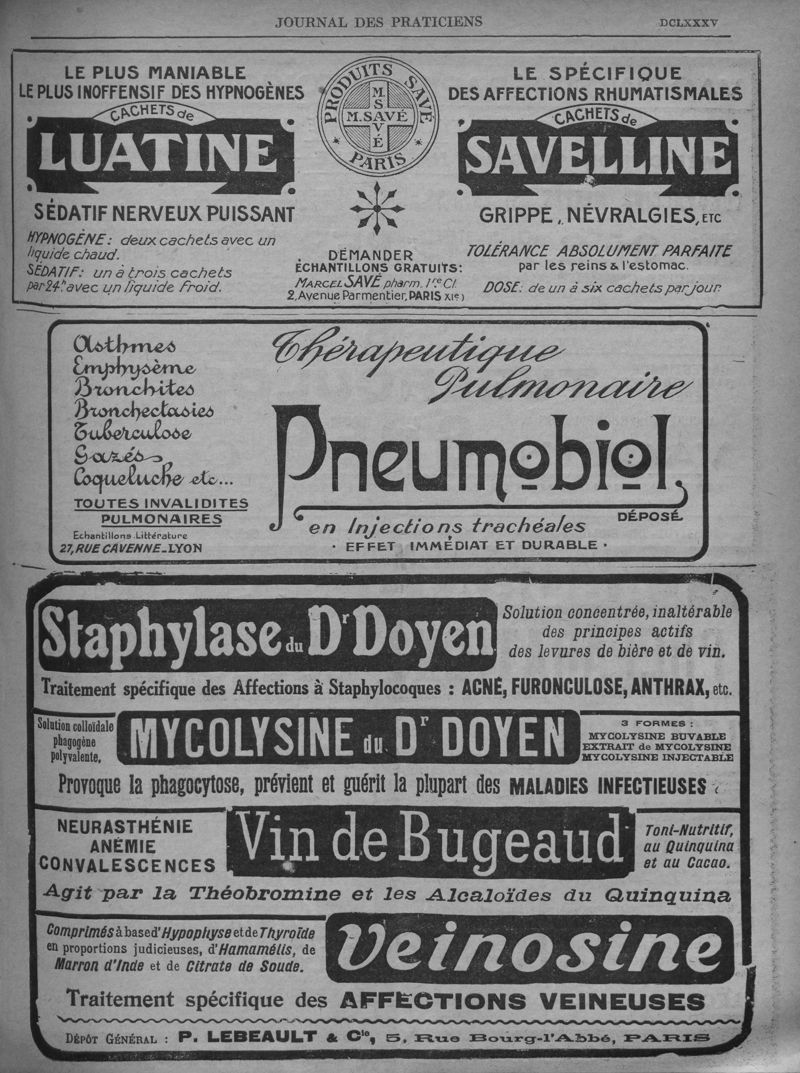 JOURNAL DES PRATICIENS
DCLXXXV
LE PLUS MANIABLE
LE PLUS INOFFENSIF DES HYPNOGÈNES
CACHETS de
LUATINE
SÉDATIF NERVEUX PUISSANT
HYPNOGÈNE: deux cachets avec un
liquide chaud.
SÉDATIF: un à trois cachets
par 24.h avec un liquide froid.
PRODUITS SAVÉ
M.SAVÉ
M.SAVÉ
PARIS
DÉMANDER
ÉCHANTILLONS GRATUITS:
MARCEL SAVÉ pharm. 1re Cl.
2, Avenue Parmentier, PARIS XIe)
LE SPÉCIFIQUE
DES AFFECTIONS RHUMATISMALES
CACHETS de
SAVELLINE
GRIPPE, NÉVRALGIES, ETC
TOLÉRANCE ABSOLUMENT PARFAITE
par les reins & l'estomac.
DOSE: de un à six cachets par jour
Asthmes
Emphysème
Bronchites
Bronchectasies
Tuberculose
Gazés
Coqueluche etc...
TOUTES INVALIDITES
PULMONAIRES
Echantillons-Littérature
27, RUE CAVENNE-LYON
Thérapeutique
Pulmonaire
Pneumobiol
DÉPOSÉ
en Injections trachéales
· EFFET IMMÉDIAT ET DURABLE ·
Staphylase du Dr Doyen
Solution concentrée, inaltérable
des principes actifs
des levures de bière et de vin.
Traitement spécifique des Affections à Staphylocoques : ACNÉ, FURONCULOSE, ANTHRAX, etc.
Solution colloïdale
phagogène
polyvalente.
MYCOLYSINE du Dr DOYEN
3 FORMES :
MYCOLYSINE BUVABLE
EXTRAIT de MYCOLYSINE
MYCOLYSINE INJECTABLE
Provoque la phagocytose, prévient et guérit la plupart des MALADIES INFECTIEUSES
NEURASTHÉNIE
ANÉMIE
CONVALESCENCES
Vin de Bugeaud
Toni-Nutritif,
au Quinquina
et au Cacao.
Agit par la Théobromine et les Alcaloïdes du Quinquina
Comprimés à base d'Hypophyse et de Thyroïde
en proportions judicieuses, d'Hamamélis, de
Marron d'Inde et de Citrate de Soude.
Veinosine
Traitement spécifique des AFFECTIONS VEINEUSES
DÉPÔT GÉNÉRAL : P. LEBEAULT & Cie, 5, Rue Bourg-l'Abbé, PARIS